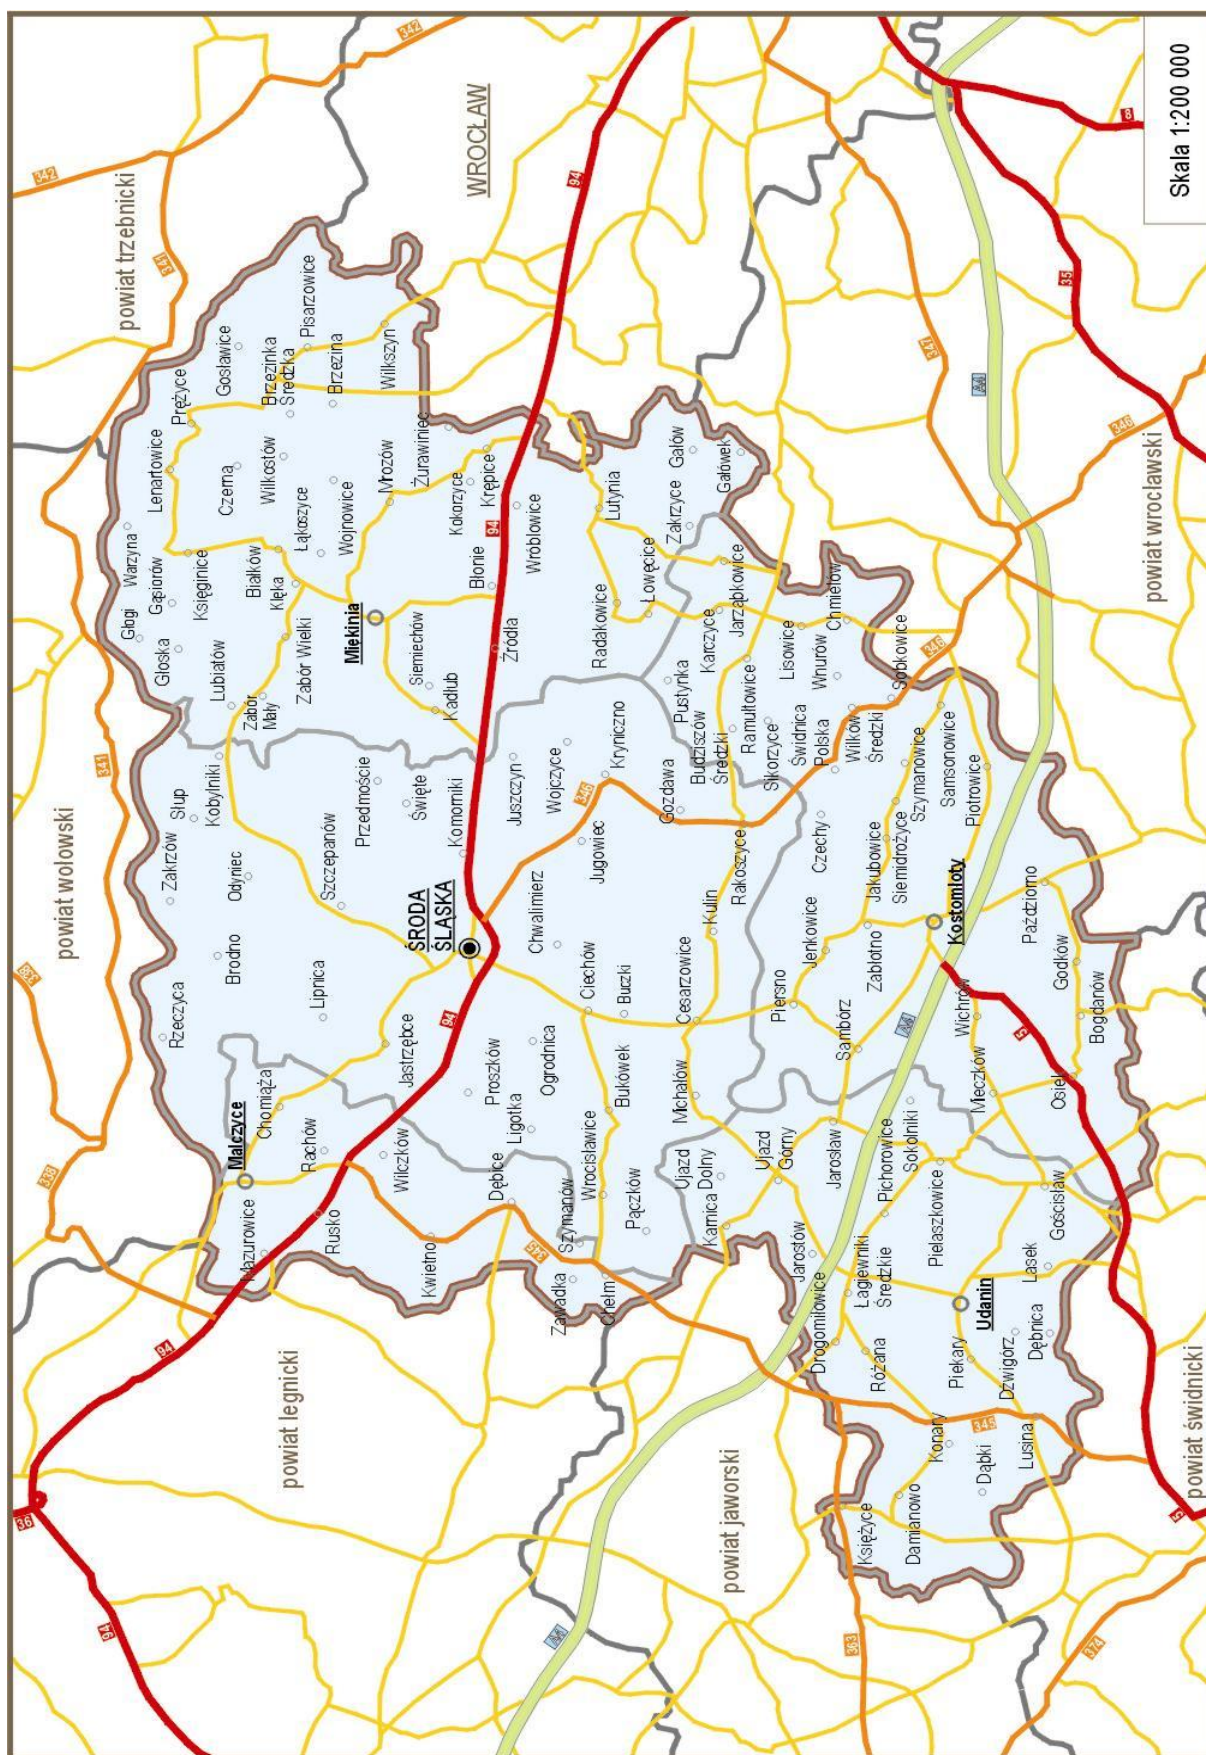 powiat trzebnicki
powiat wołowski
WROCŁAW
powiat legnicki
powiat jaworski
powiat wrocławski
powiat świdnicki
Skala 1:200 000
342
342
341
341
338
338
94
94
94
94
94
36
345
345
346
346
346
347
35
8
5
5
363
374
A4
A4
A4
Prężyce
Gosławice
Brzezinka
Średzka
Pisarzowice
Brzezina
Wilkszyn
Lenartowice
Czerna
Wilkostów
Łąkoszyce
Wojnowice
Mrozów
Żurawiniec
Warzyna
Głogi
Gąsiorów
Księginice
Białków
Klęka
Głoska
Lubiatów
Zabór Wielki
Zabór
Mały
Miękinia
Siemiechów
Kadłub
Kokorzyce
Krępice
Błonie
Wróblowice
Źródła
Lutynia
Gałów
Gałówek
Zakrzyce
Łowęcice
Radakowice
Jarząbkowice
Karczyce
Pustynka
Chmielów
Lisowice
Wnurów
Ramułtowice
Budziszów
Średzki
Sikorzyce
Świdnica
Polska
Wilków
Średzki
Sobkowice
Szymanowice
Samsonowice
Piotrowice
Słup
Kobylniki
Zakrzów
Odyniec
Przedmoście
Święte
Szczepanów
Komorniki
Juszczyn
Wojczyce
Kryniczno
Gozdawa
Jugowiec
Rakoszyce
Kulin
Czechy
Jakubowice
Siemidrożyce
Kostomłoty
Paździorno
Godków
Bogdanów
Brodno
Rzeczyca
Lipnica
ŚRODA
ŚLĄSKA
Chwalimierz
Ciechów
Buczki
Cesarzowice
Jenkowice
Zabłotno
Piersno
Sambórz
Wichrów
Mieczków
Osiek
Jastrzębce
Proszków
Ogrodnica
Ligotka
Bukówek
Michałów
Chomiąża
Malczyce
Rachów
Wilczków
Mazurowice
Rusko
Kwietno
Dębice
Wrocisławice
Szymanów
Pączków
Zawadka
Chełm
Ujazd
Dolny
Karnica
Ujazd
Górny
Jarosław
Pichorowice
Sokolniki
Pielaszkowice
Gościsław
Jarostów
Łagiewniki
Średzkie
Drogomiłowice
Różana
Udanin
Lasek
Piekary
Dzwigórz
Dębnica
Konary
Dąbki
Lusina
Księżyce
Damianowo